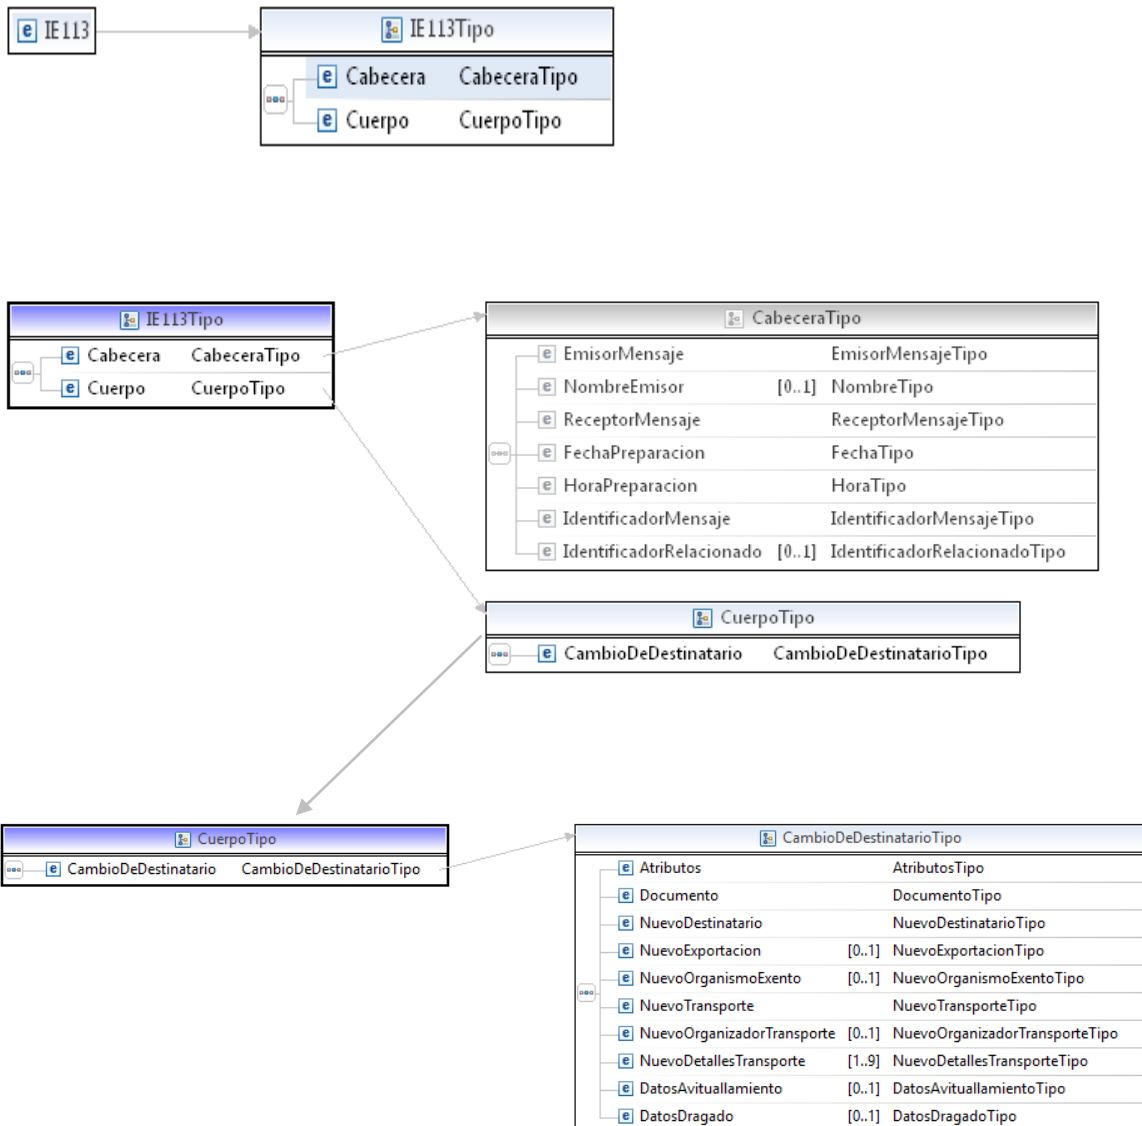 IE113
IE113Tipo
Cabecera CabeceraTipo
Cuerpo CuerpoTipo
IE113Tipo
Cabecera CabeceraTipo
Cuerpo CuerpoTipo
CabeceraTipo
EmisorMensaje EmisorMensajeTipo
NombreEmisor [0..1] NombreTipo
ReceptorMensaje ReceptorMensajeTipo
FechaPreparacion FechaTipo
HoraPreparacion HoraTipo
IdentificadorMensaje IdentificadorMensajeTipo
IdentificadorRelacionado [0..1] IdentificadorRelacionadoTipo
CuerpoTipo
CambioDeDestinatario CambioDeDestinatarioTipo
CuerpoTipo
CambioDeDestinatario CambioDeDestinatarioTipo
CambioDeDestinatarioTipo
Atributos AtributosTipo
Documento DocumentoTipo
NuevoDestinatario NuevoDestinatarioTipo
NuevoExportacion [0..1] NuevoExportacionTipo
NuevoOrganismoExento [0..1] NuevoOrganismoExentoTipo
NuevoTransporte NuevoTransporteTipo
NuevoOrganizadorTransporte [0..1] NuevoOrganizadorTransporteTipo
NuevoDetallesTransporte [1..9] NuevoDetallesTransporteTipo
DatosAvituallamiento [0..1] DatosAvituallamientoTipo
DatosDragado [0..1] DatosDragadoTipo